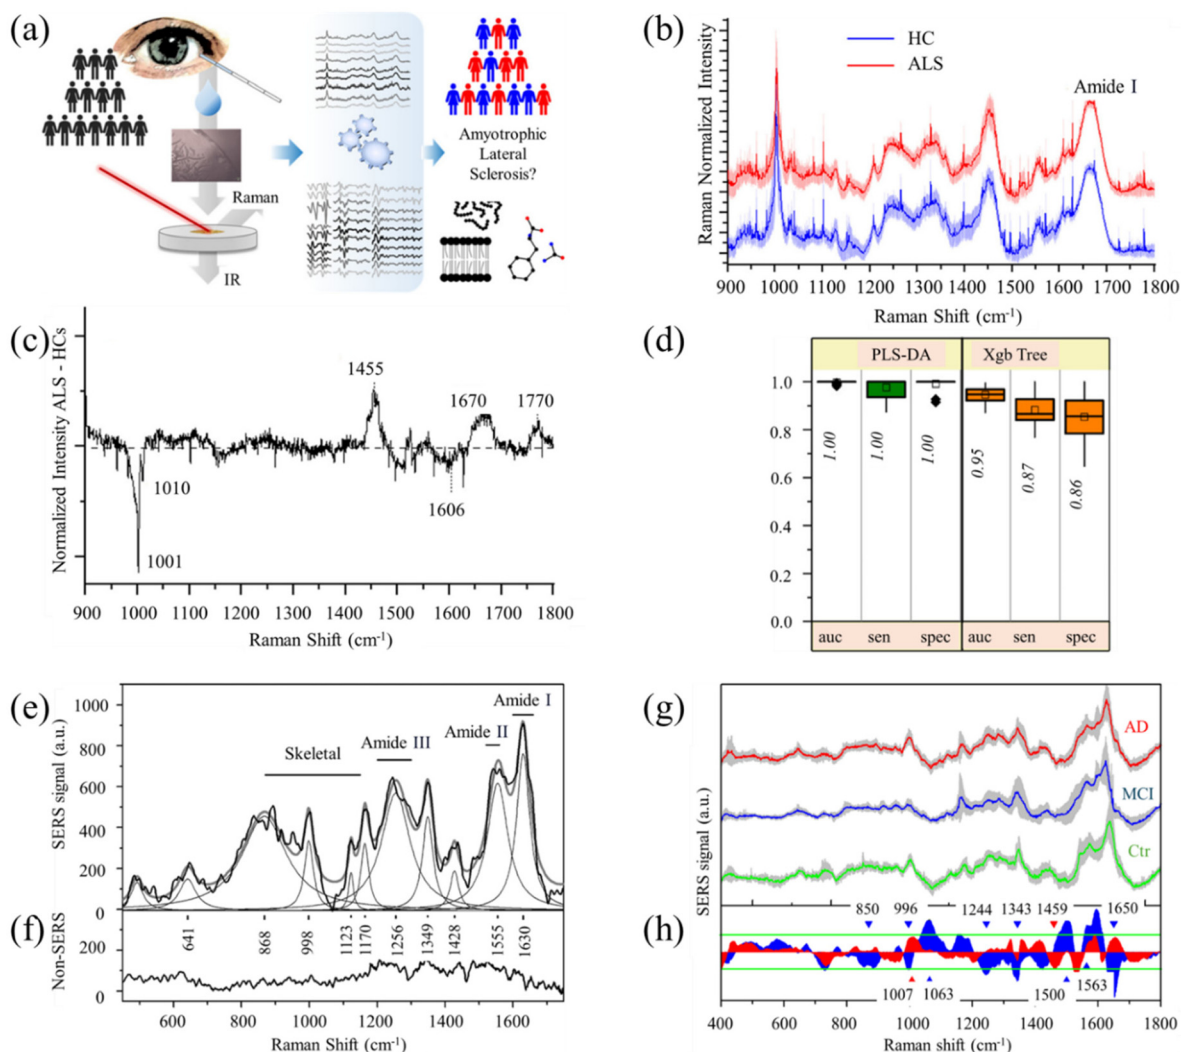 (a)
Raman
IR
Amyotrophic
Lateral
Sclerosis?
(b)
HC
ALS
Amide I
Raman Normalized Intensity
900 1000 1100 1200 1300 1400 1500 1600 1700 1800
Raman Shift (cm-1)
(c)
Normalized Intensity ALS - HCs
1455
1670
1770
1010
1606
1001
900 1000 1100 1200 1300 1400 1500 1600 1700 1800
Raman Shift (cm-1)
(d)
PLS-DA Xgb Tree
1.0
0.8
0.6
0.4
0.2
0.0
1.00 1.00 1.00 0.95 0.87 0.86
auc sen spec auc sen spec
(e)
SERS signal (a.u.)
1000
800
600
400
200
0
Skeletal
Amide III
Amide II
Amide I
(f)
Non-SERS
200
0
641 868 998 1123 1170 1256 1349 1428 1555 1630
600 800 1000 1200 1400 1600
Raman Shift (cm-1)
(g)
SERS signal (a.u.)
AD
MCI
Ctr
(h)
850 996 1244 1343 1459 1650
1007 1063 1500 1563
400 600 800 1000 1200 1400 1600 1800
Raman shift (cm-1)